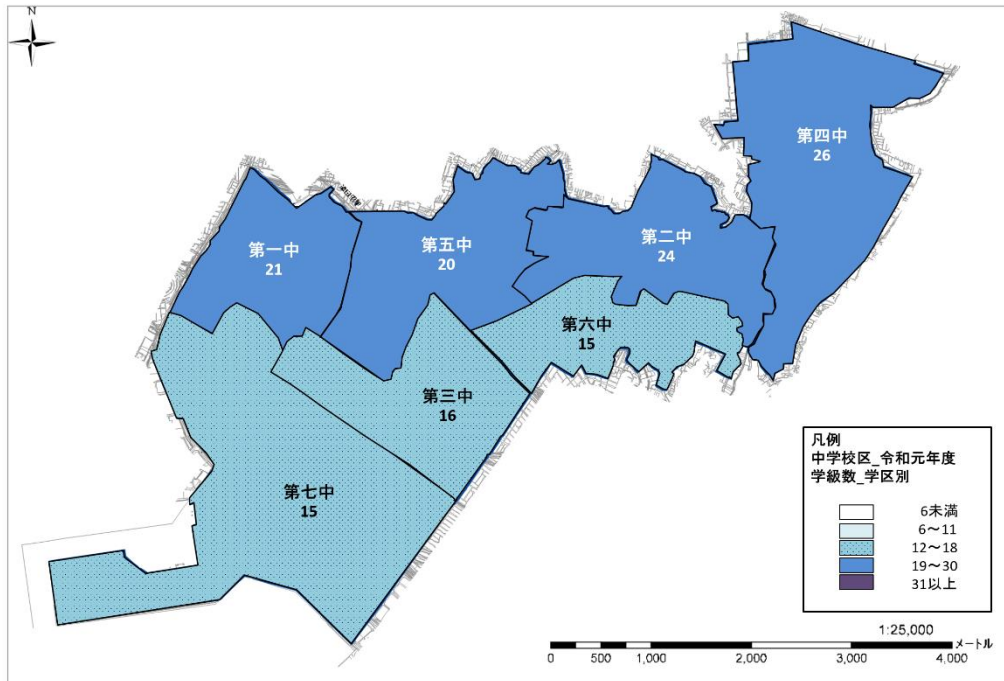 N
第四中
26
第一中
21
第五中
20
第二中
24
第六中
15
第三中
16
第七中
15
凡例
中学校区_令和元年度
学級数_学区別
6未満
6～11
12～18
19～30
31以上
1:25,000
メートル
0 500 1,000 2,000 3,000 4,000